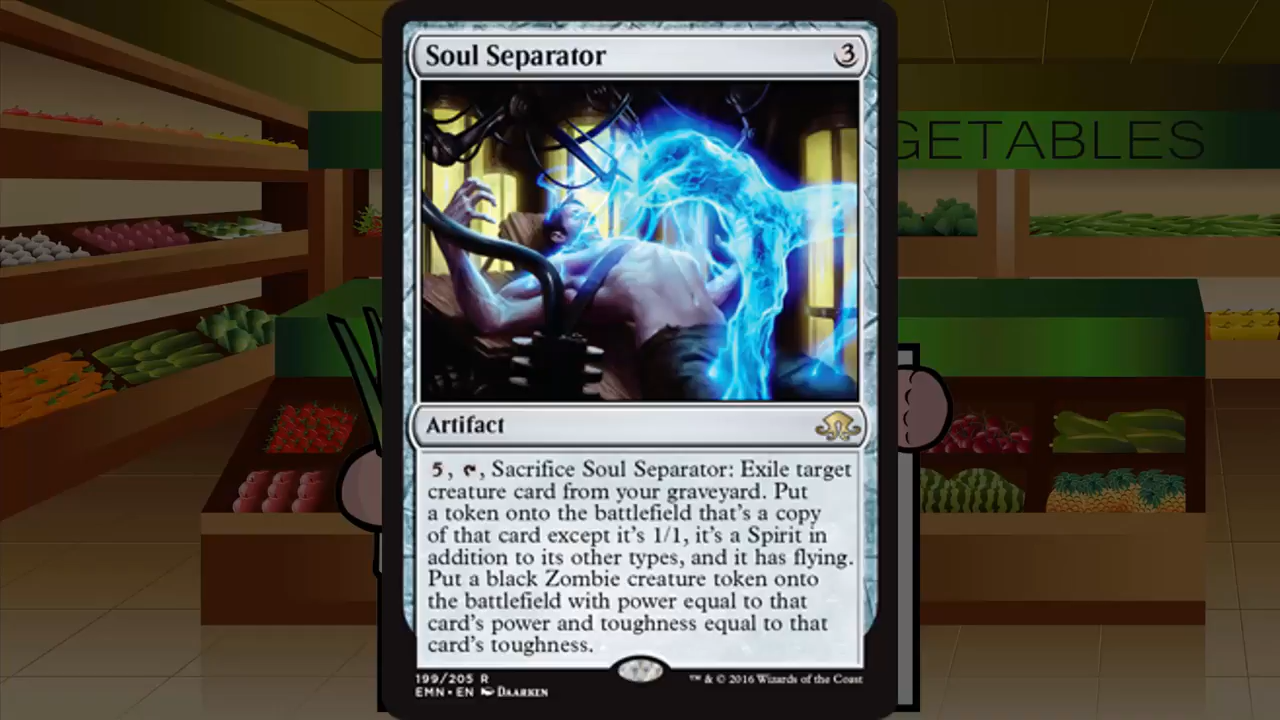 Soul Separator 3
GETABLES
Artifact
5, , Sacrifice Soul Separator: Exile target
creature card from your graveyard. Put
a token onto the battlefield that's a copy
of that card except it's 1/1, it's a Spirit in
addition to its other types, and it has flying.
Put a black Zombie creature token onto
the battlefield with power equal to that
card's power and toughness equal to that
card's toughness.
199/205 R
EMN • EN DAARKEN
™ & © 2016 Wizards of the Coast